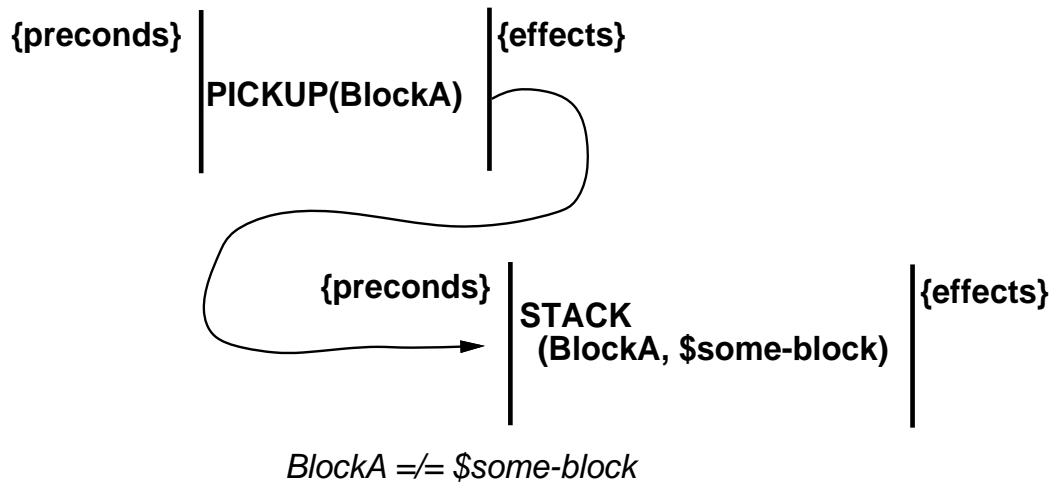 {preconds}
{effects}
PICKUP(BlockA)
{preconds}
{effects}
STACK
(BlockA, $some-block)
BlockA =/= $some-block